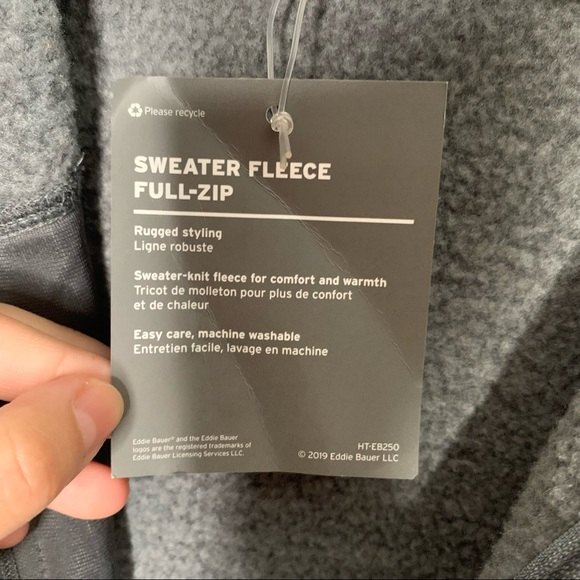 Please recycle
SWEATER FLEECE
FULL-ZIP
Rugged styling
Ligne robuste
Sweater-knit fleece for comfort and warmth
Tricot de molleton pour plus de confort
et de chaleur
Easy care, machine washable
Entretien facile, lavage en machine
Eddie Bauer® and the Eddie Bauer
logos are the registered trademarks of
Eddie Bauer Licensing Services LLC.
HT-EB250
© 2019 Eddie Bauer LLC